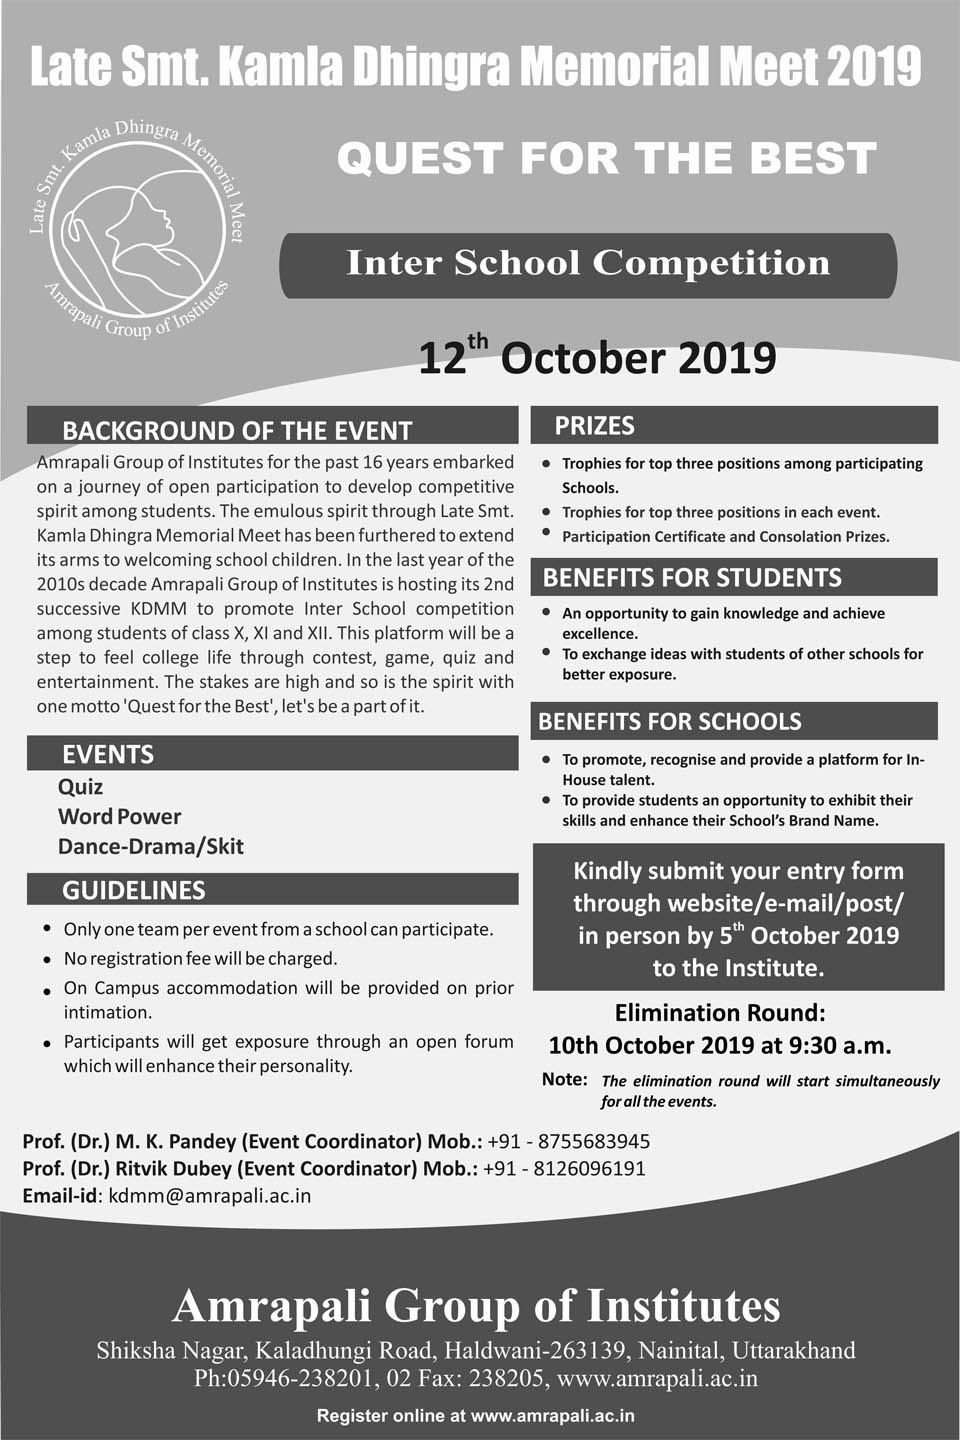 Late Smt. Kamla Dhingra Memorial Meet 2019
Late Smt. Kamla Dhingra Memorial Meet
Amrapali Group of Institutes
QUEST FOR THE BEST
Inter School Competition
12th October 2019
BACKGROUND OF THE EVENT
Amrapali Group of Institutes for the past 16 years embarked
on a journey of open participation to develop competitive
spirit among students. The emulous spirit through Late Smt.
Kamla Dhingra Memorial Meet has been furthered to extend
its arms to welcoming school children. In the last year of the
2010s decade Amrapali Group of Institutes is hosting its 2nd
successive KDMM to promote Inter School competition
among students of class X, XI and XII. This platform will be a
step to feel college life through contest, game, quiz and
entertainment. The stakes are high and so is the spirit with
one motto 'Quest for the Best', let's be a part of it.
EVENTS
Quiz
Word Power
Dance-Drama/Skit
GUIDELINES
• Only one team per event from a school can participate.
• No registration fee will be charged.
• On Campus accommodation will be provided on prior
intimation.
• Participants will get exposure through an open forum
which will enhance their personality.
PRIZES
• Trophies for top three positions among participating
Schools.
• Trophies for top three positions in each event.
• Participation Certificate and Consolation Prizes.
BENEFITS FOR STUDENTS
• An opportunity to gain knowledge and achieve
excellence.
• To exchange ideas with students of other schools for
better exposure.
BENEFITS FOR SCHOOLS
• To promote, recognise and provide a platform for In-
House talent.
• To provide students an opportunity to exhibit their
skills and enhance their School's Brand Name.
Kindly submit your entry form
through website/e-mail/post/
in person by 5th October 2019
to the Institute.
Elimination Round:
10th October 2019 at 9:30 a.m.
Note: The elimination round will start simultaneously
for all the events.
Prof. (Dr.) M. K. Pandey (Event Coordinator) Mob.: +91 - 8755683945
Prof. (Dr.) Ritvik Dubey (Event Coordinator) Mob.: +91 - 8126096191
Email-id: kdmm@amrapali.ac.in
Amrapali Group of Institutes
Shiksha Nagar, Kaladhungi Road, Haldwani-263139, Nainital, Uttarakhand
Ph:05946-238201, 02 Fax: 238205, www.amrapali.ac.in
Register online at www.amrapali.ac.in